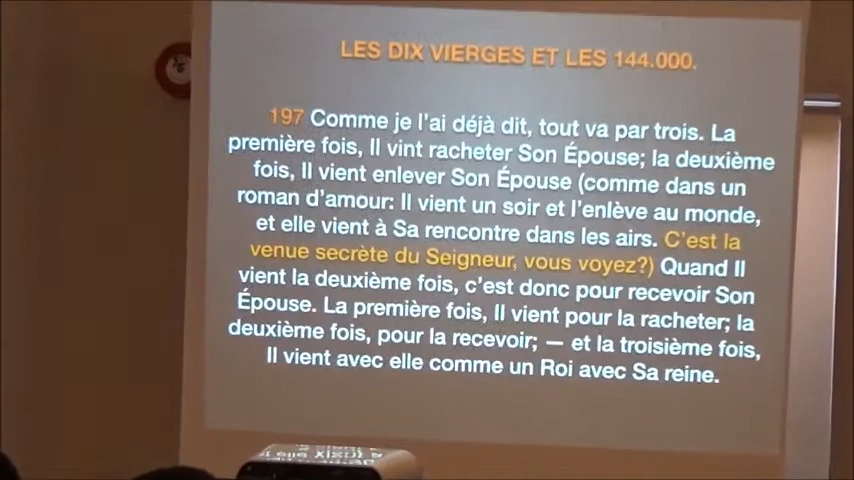 LES DIX VIERGES ET LES 144.000.
197 Comme je l'ai déjà dit, tout va par trois. La
première fois, Il vint racheter Son Épouse; la deuxième
fois, Il vient enlever Son Épouse (comme dans un
roman d'amour: Il vient un soir et l'enlève au monde,
et elle vient à Sa rencontre dans les airs. C'est la
venue secrète du Seigneur, vous voyez?) Quand Il
vient la deuxième fois, c'est donc pour recevoir Son
Épouse. La première fois, Il vient pour la racheter; la
deuxième fois, pour la recevoir; — et la troisième fois,
Il vient avec elle comme un Roi avec Sa reine.